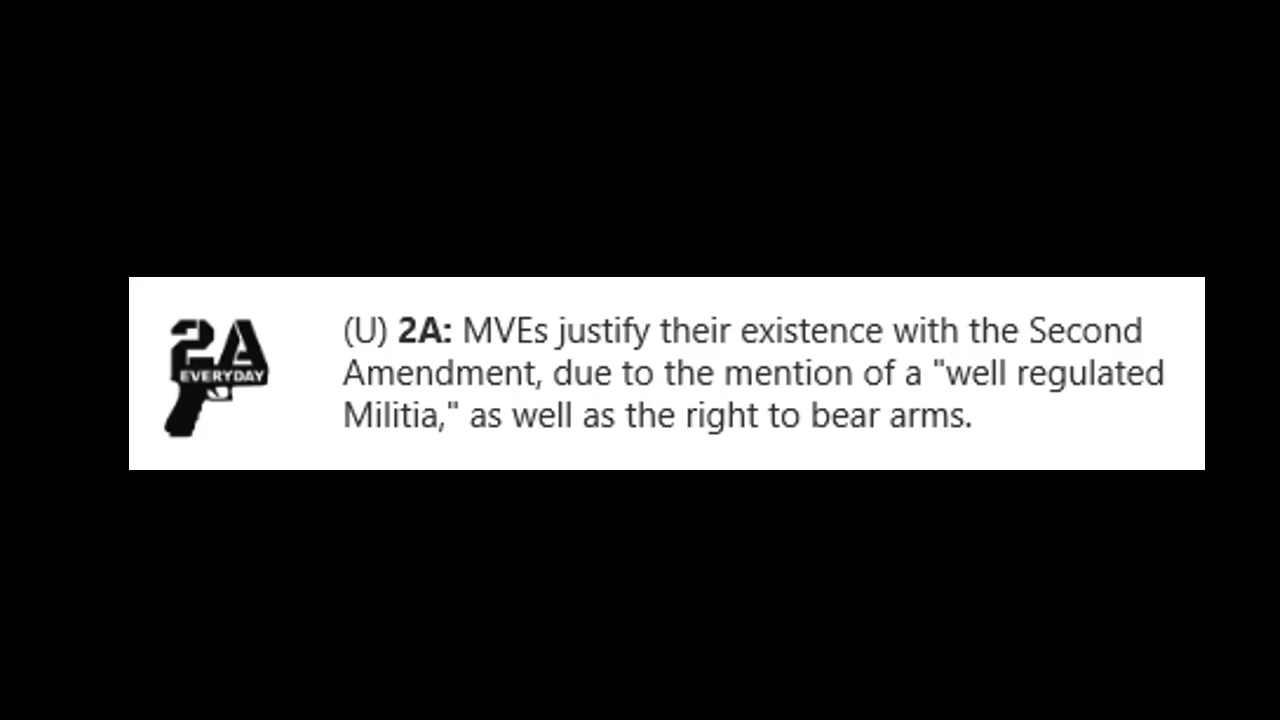 2A
EVERYDAY
(U) 2A: MVEs justify their existence with the Second
Amendment, due to the mention of a "well regulated
Militia," as well as the right to bear arms.